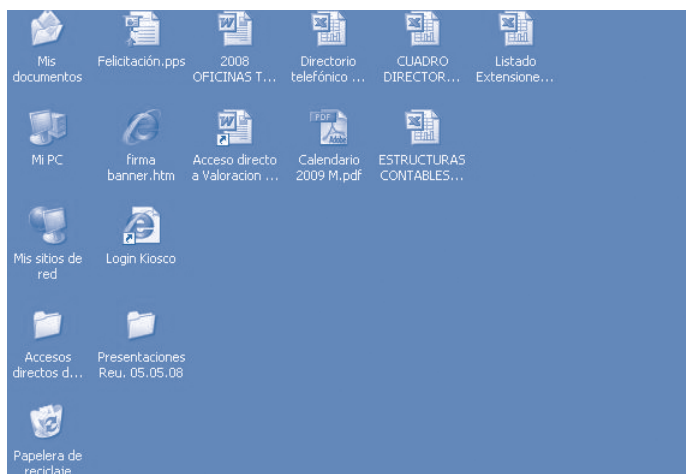 Mis
documentos
Felicitación.pps
2008
OFICINAS T...
Directorio
telefónico ...
CUADRO
DIRECTOR...
Listado
Extensione...
Mi PC
firma
banner.htm
Acceso directo
a Valoracion ...
PDF
Adobe
Calendario
2009 M.pdf
ESTRUCTURAS
CONTABLES...
Mis sitios de
red
Login Kiosco
Accesos
directos d...
Presentaciones
Reu. 05.05.08
Papelera de
reciclaje